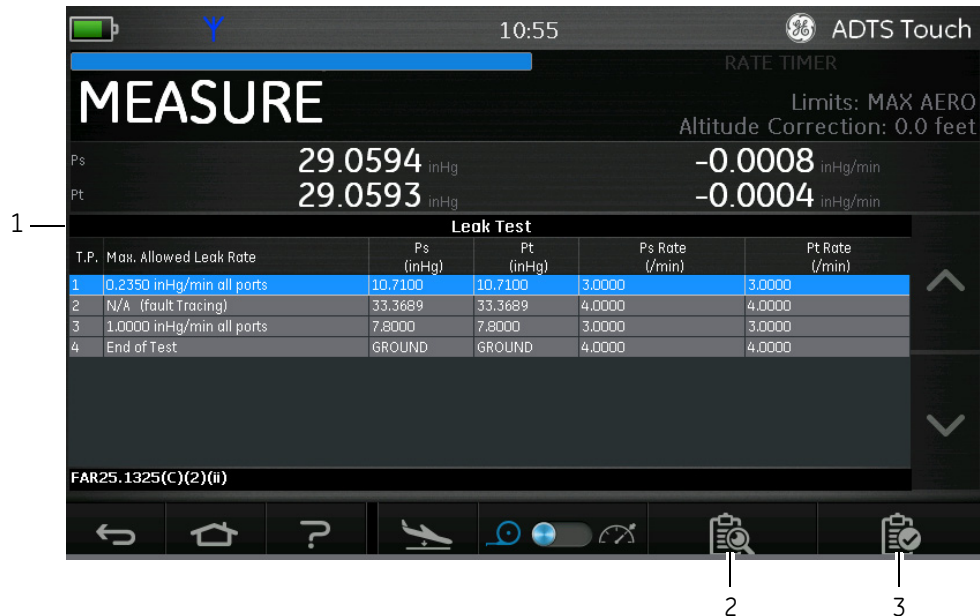 10:55
ADTS Touch
RATE TIMER
MEASURE
Limits: MAX AERO
Altitude Correction: 0.0 feet
Ps 29.0594 inHg -0.0008 inHg/min
Pt 29.0593 inHg -0.0004 inHg/min
1
Leak Test
T.P. Max. Allowed Leak Rate Ps (inHg) Pt (inHg) Ps Rate (/min) Pt Rate (/min)
1 0.2350 inHg/min all ports 10.7100 10.7100 3.0000 3.0000
2 N/A (fault Tracing) 33.3689 33.3689 4.0000 4.0000
3 1.0000 inHg/min all ports 7.8000 7.8000 3.0000 3.0000
4 End of Test GROUND GROUND 4.0000 4.0000
FAR25.1325(C)(2)(ii)
?
2 3